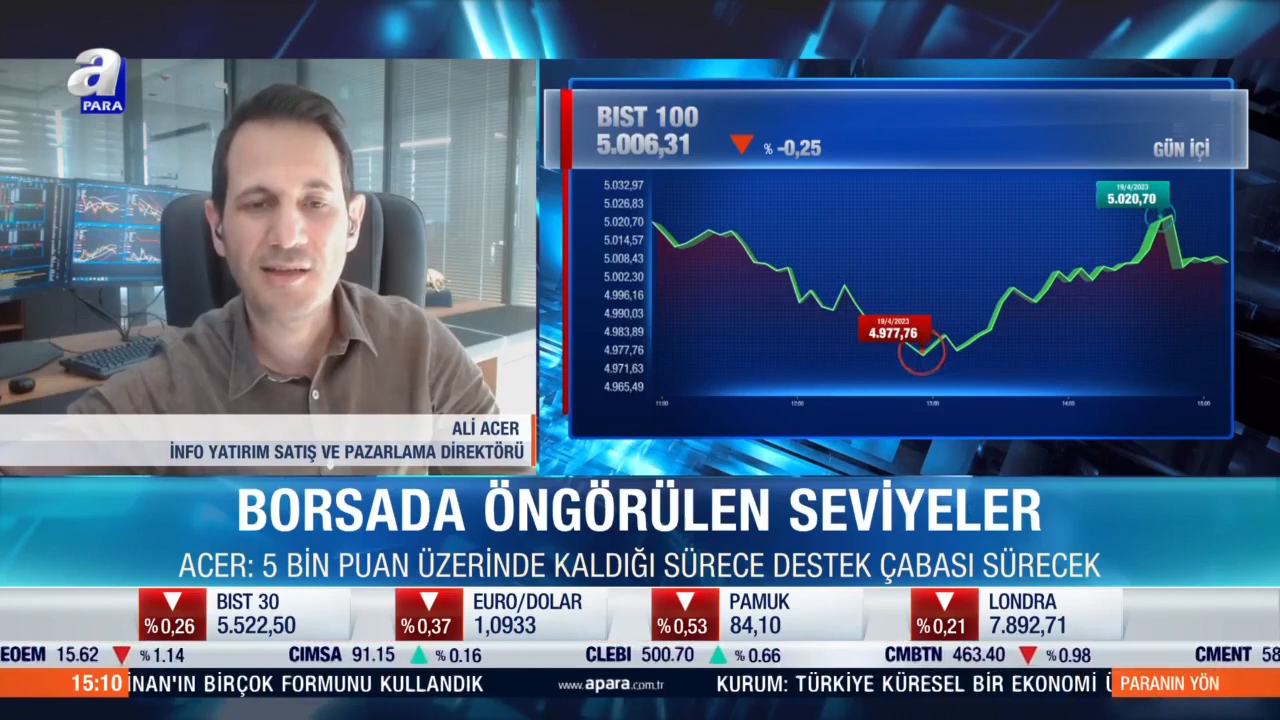 a
PARA
BIST 100
5.006,31
% -0,25
GÜN İÇİ
5.032,97
5.026,83
5.020,70
5.014,57
5.008,43
5.002,30
4.996,16
4.990,03
4.983,89
4.977,76
4.971,63
4.965,49
19/4/2023
5.020,70
19/4/2023
4.977,76
11:00 12:00 13:00 14:00 15:00
ALİ ACER
İNFO YATIRIM SATIŞ VE PAZARLAMA DİREKTÖRÜ
BORSADA ÖNGÖRÜLEN SEVİYELER
ACER: 5 BİN PUAN ÜZERİNDE KALDIĞI SÜRECE DESTEK ÇABASI SÜRECEK
%0,26 BIST 30 5.522,50
%0,37 EURO/DOLAR 1,0933
%0,53 PAMUK 84,10
%0,21 LONDRA 7.892,71
EOEM 15.62 %1.14 CIMSA 91.15 %0.16 CLEBI 500.70 %0.66 CMBTN 463.40 %0.98 CMENT 58
15:10 İNAN'IN BİRÇOK FORMUNU KULLANDIK www.apara.com.tr KURUM: TÜRKİYE KÜRESEL BİR EKONOMİ Ü PARANIN YÖN